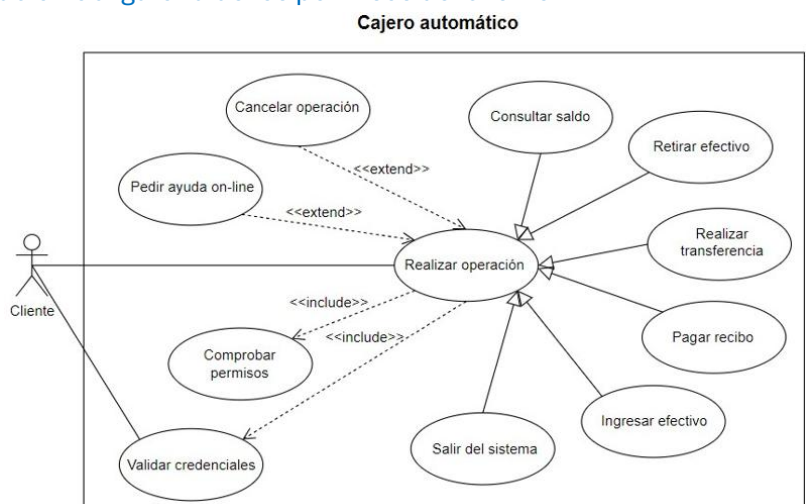 Cajero automático
Cancelar operación
Consultar saldo
Retirar efectivo
<<extend>>
Pedir ayuda on-line
<<extend>>
Realizar
transferencia
Realizar operación
Cliente
<<include>>
<<include>>
Comprobar
permisos
Pagar recibo
Ingresar efectivo
Salir del sistema
Validar credenciales